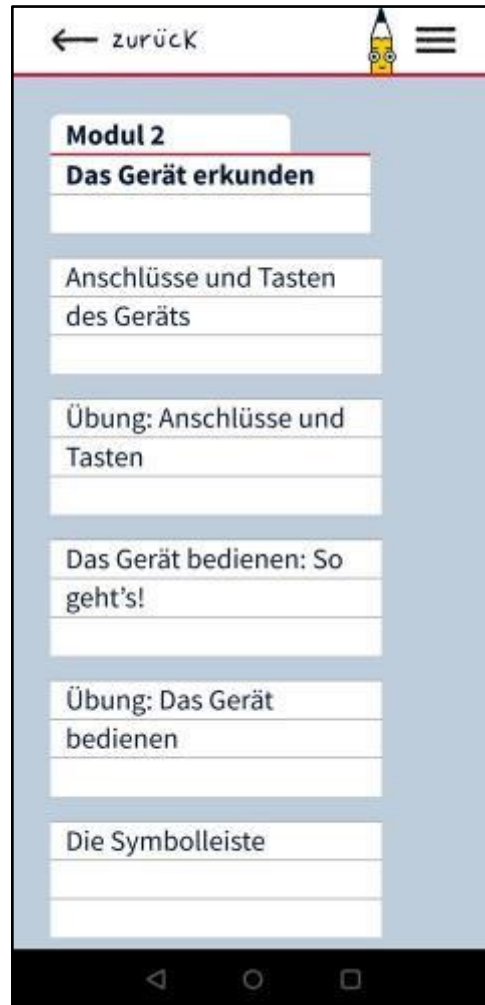 zurück
Modul 2
Das Gerät erkunden
Anschlüsse und Tasten
des Geräts
Übung: Anschlüsse und
Tasten
Das Gerät bedienen: So
geht’s!
Übung: Das Gerät
bedienen
Die Symbolleiste